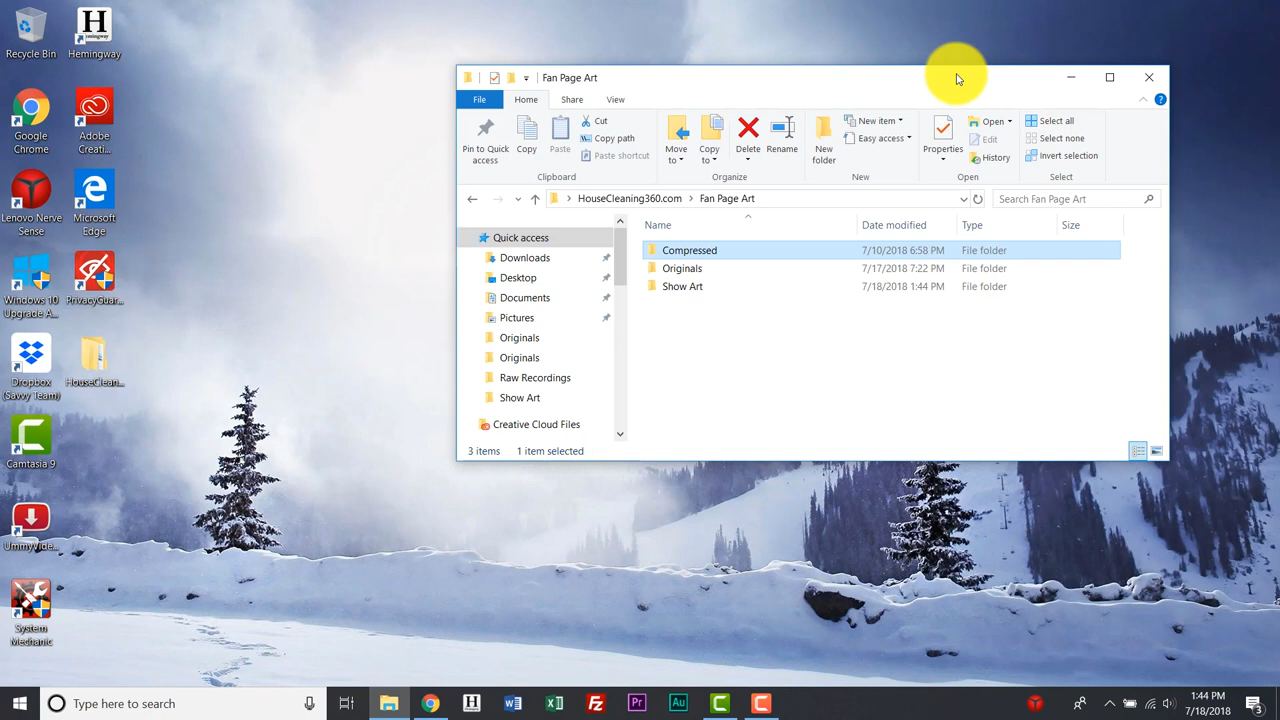 Recycle Bin
H
Hemingway
Hemingway
Google
Chrome
Adobe
Creati...
Lenovo Nerve
Sense
Microsoft
Edge
Windows 10
Upgrade A...
PrivacyGuar...
Dropbox
(Savvy Team)
HouseClean...
Camtasia 9
UmmyVide...
System
Mechanic
Fan Page Art
File
Home
Share
View
Pin to Quick
access
Copy
Paste
Cut
Copy path
Paste shortcut
Clipboard
Move
to
Copy
to
Delete
Rename
Organize
New
folder
New item
Easy access
New
Properties
Open
Edit
History
Open
Select all
Select none
Invert selection
Select
HouseCleaning360.com > Fan Page Art
Search Fan Page Art
Name
Date modified
Type
Size
Compressed 7/10/2018 6:58 PM File folder
Originals 7/17/2018 7:22 PM File folder
Show Art 7/18/2018 1:44 PM File folder
Quick access
Downloads
Desktop
Documents
Pictures
Originals
Originals
Raw Recordings
Show Art
Creative Cloud Files
3 items 1 item selected
Type here to search
H
Pr
Au
1:44 PM
7/18/2018
3